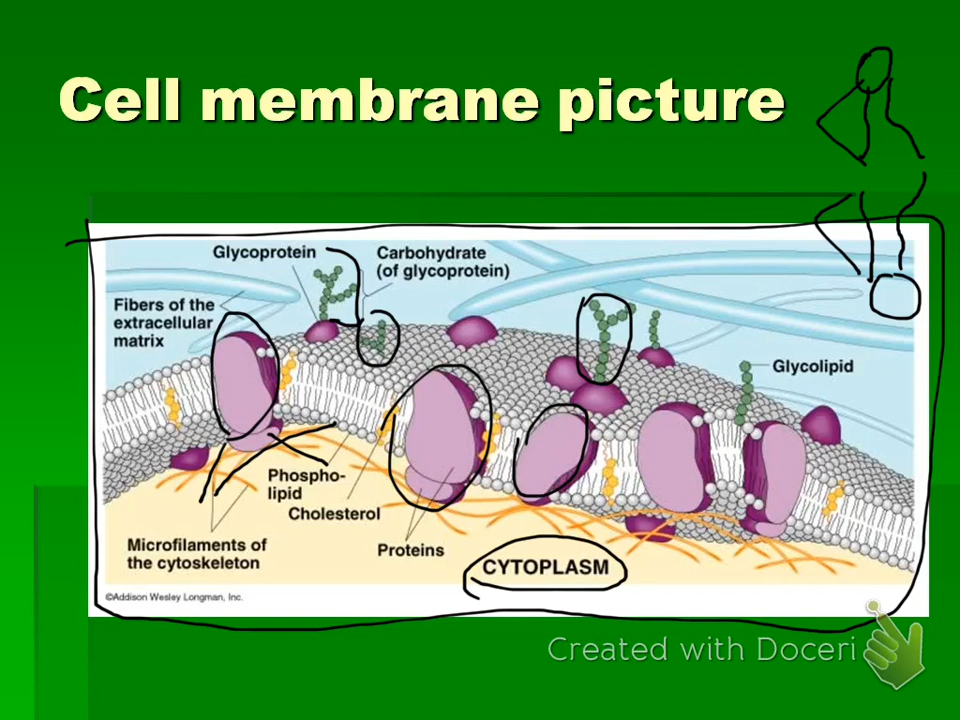 Cell membrane picture
Glycoprotein
Carbohydrate
(of glycoprotein)
Fibers of the
extracellular
matrix
Glycolipid
Phospho-
lipid
Cholesterol
Microfilaments of
the cytoskeleton
Proteins
CYTOPLASM
©Addison Wesley Longman, Inc.
Created with Doceri